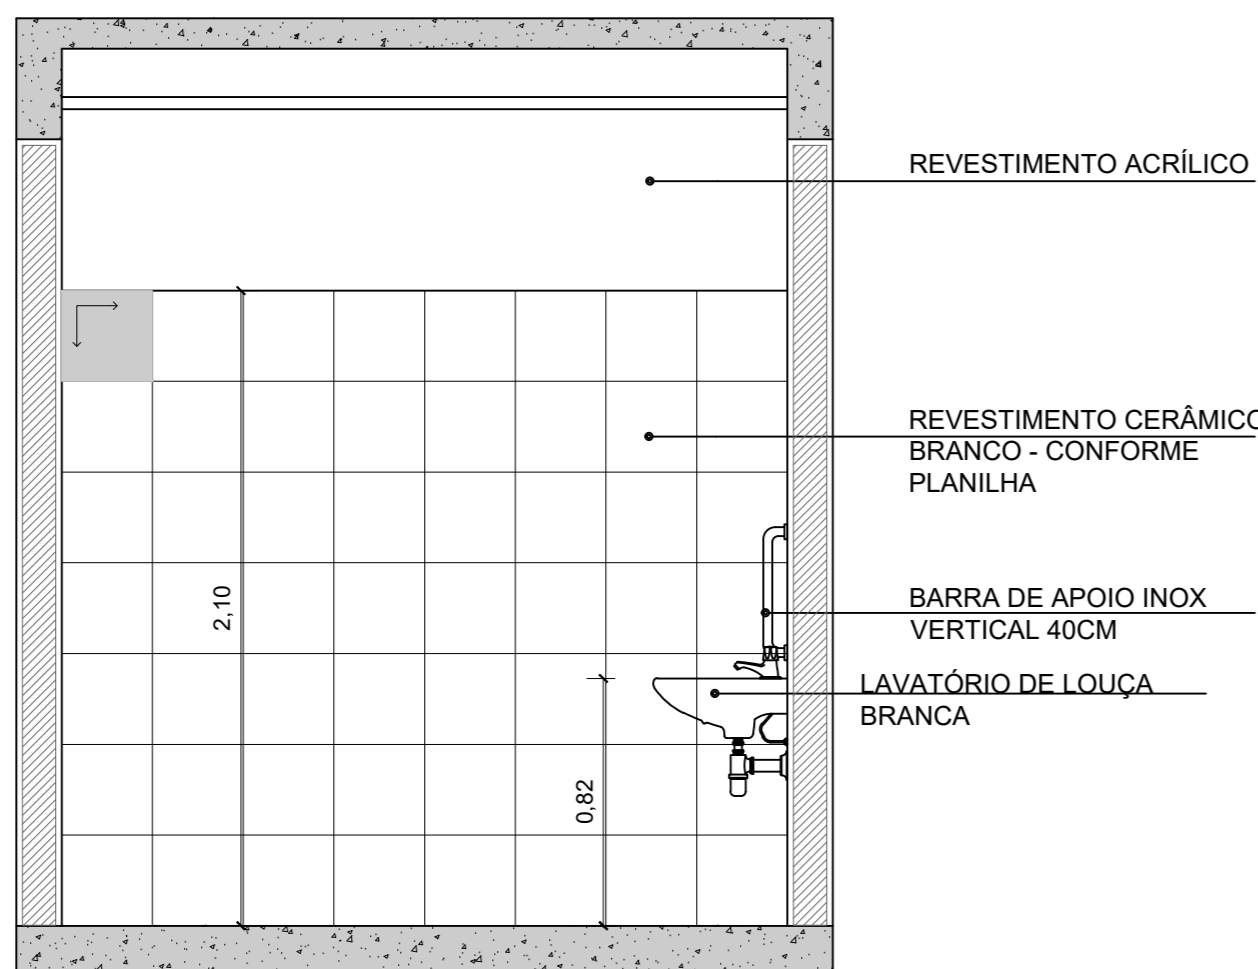 REVESTIMENTO ACRÍLICO
REVESTIMENTO CERÂMICO
BRANCO - CONFORME
PLANILHA
2,10
BARRA DE APOIO INOX
VERTICAL 40CM
LAVATÓRIO DE LOUÇA
BRANCA
0,82